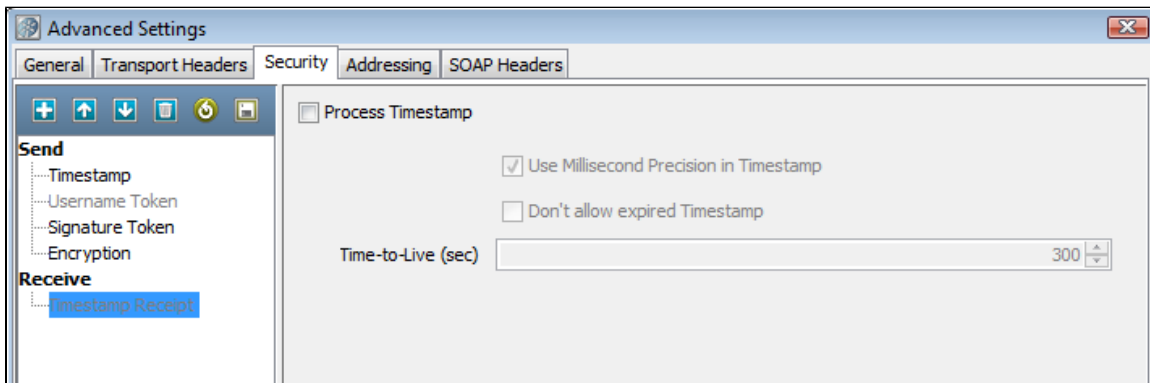 Advanced Settings
General Transport Headers Security Addressing SOAP Headers
Process Timestamp
Send
Timestamp
Username Token
Signature Token
Encryption
Receive
Timestamp Receipt
Use Millisecond Precision in Timestamp
Don't allow expired Timestamp
Time-to-Live (sec) 300